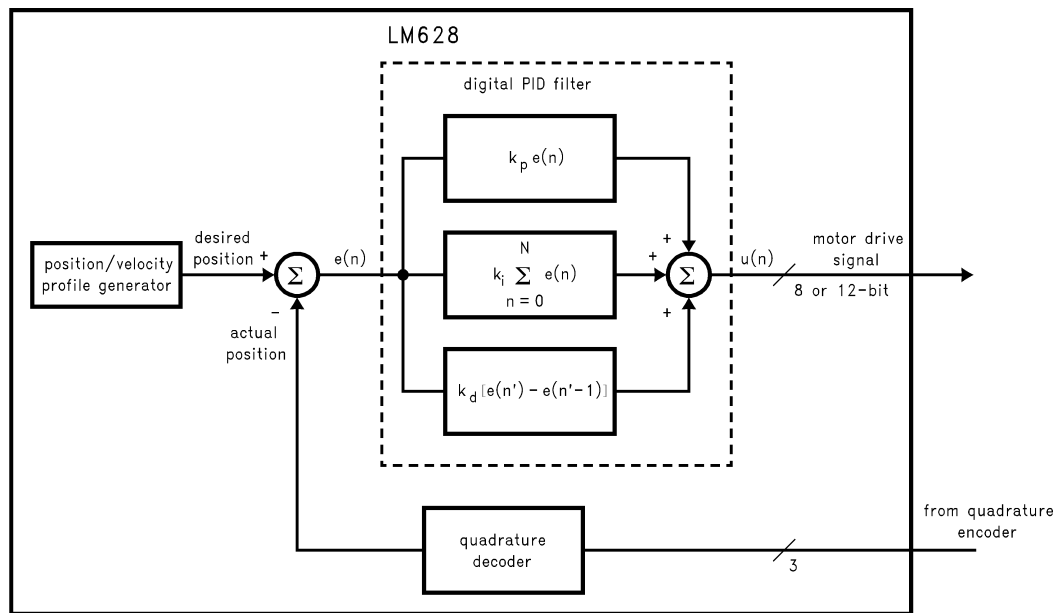 LM628
digital PID filter
k_p e(n)
desired
position
+
position/velocity
profile generator
Σ
e(n)
N
k_i Σ e(n)
n = 0
+
+
+
Σ
u(n)
motor drive
signal
8 or 12-bit
−
actual
position
k_d [e(n') − e(n'−1)]
quadrature
decoder
3
from quadrature
encoder